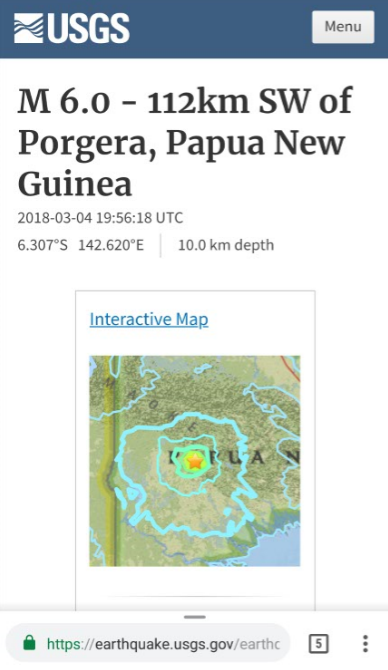 USGS
Menu
M 6.0 - 112km SW of
Porgera, Papua New
Guinea
2018-03-04 19:56:18 UTC
6.307°S 142.620°E 10.0 km depth
Interactive Map
https://earthquake.usgs.gov/earthq
5